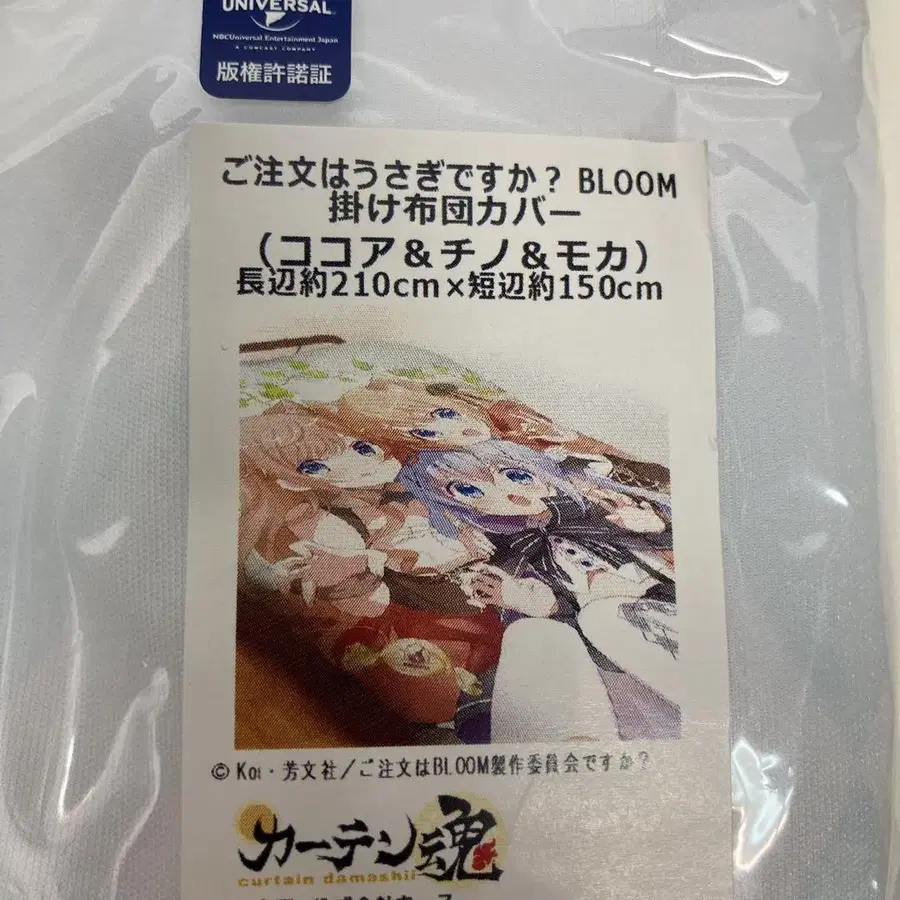 UNIVERSAL
NBCUniversal Entertainment Japan
A COMCAST COMPANY
版権許諾証
ご注文はうさぎですか？ BLOOM
掛け布団カバー
（ココア＆チノ＆モカ）
長辺約210cm×短辺約150cm
© Koi・芳文社／ご注文はBLOOM製作委員会ですか？
カーテン魂
curtain damashii